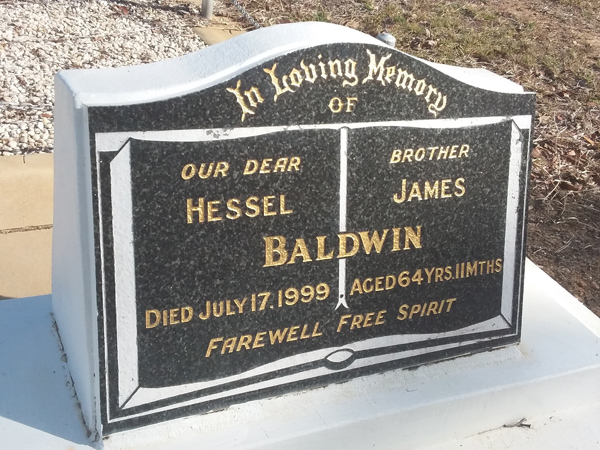 In Loving Memory
OF
OUR DEAR BROTHER
HESSEL JAMES
BALDWIN
DIED JULY 17. 1999 AGED 64 YRS. 11 MTHS
FAREWELL FREE SPIRIT